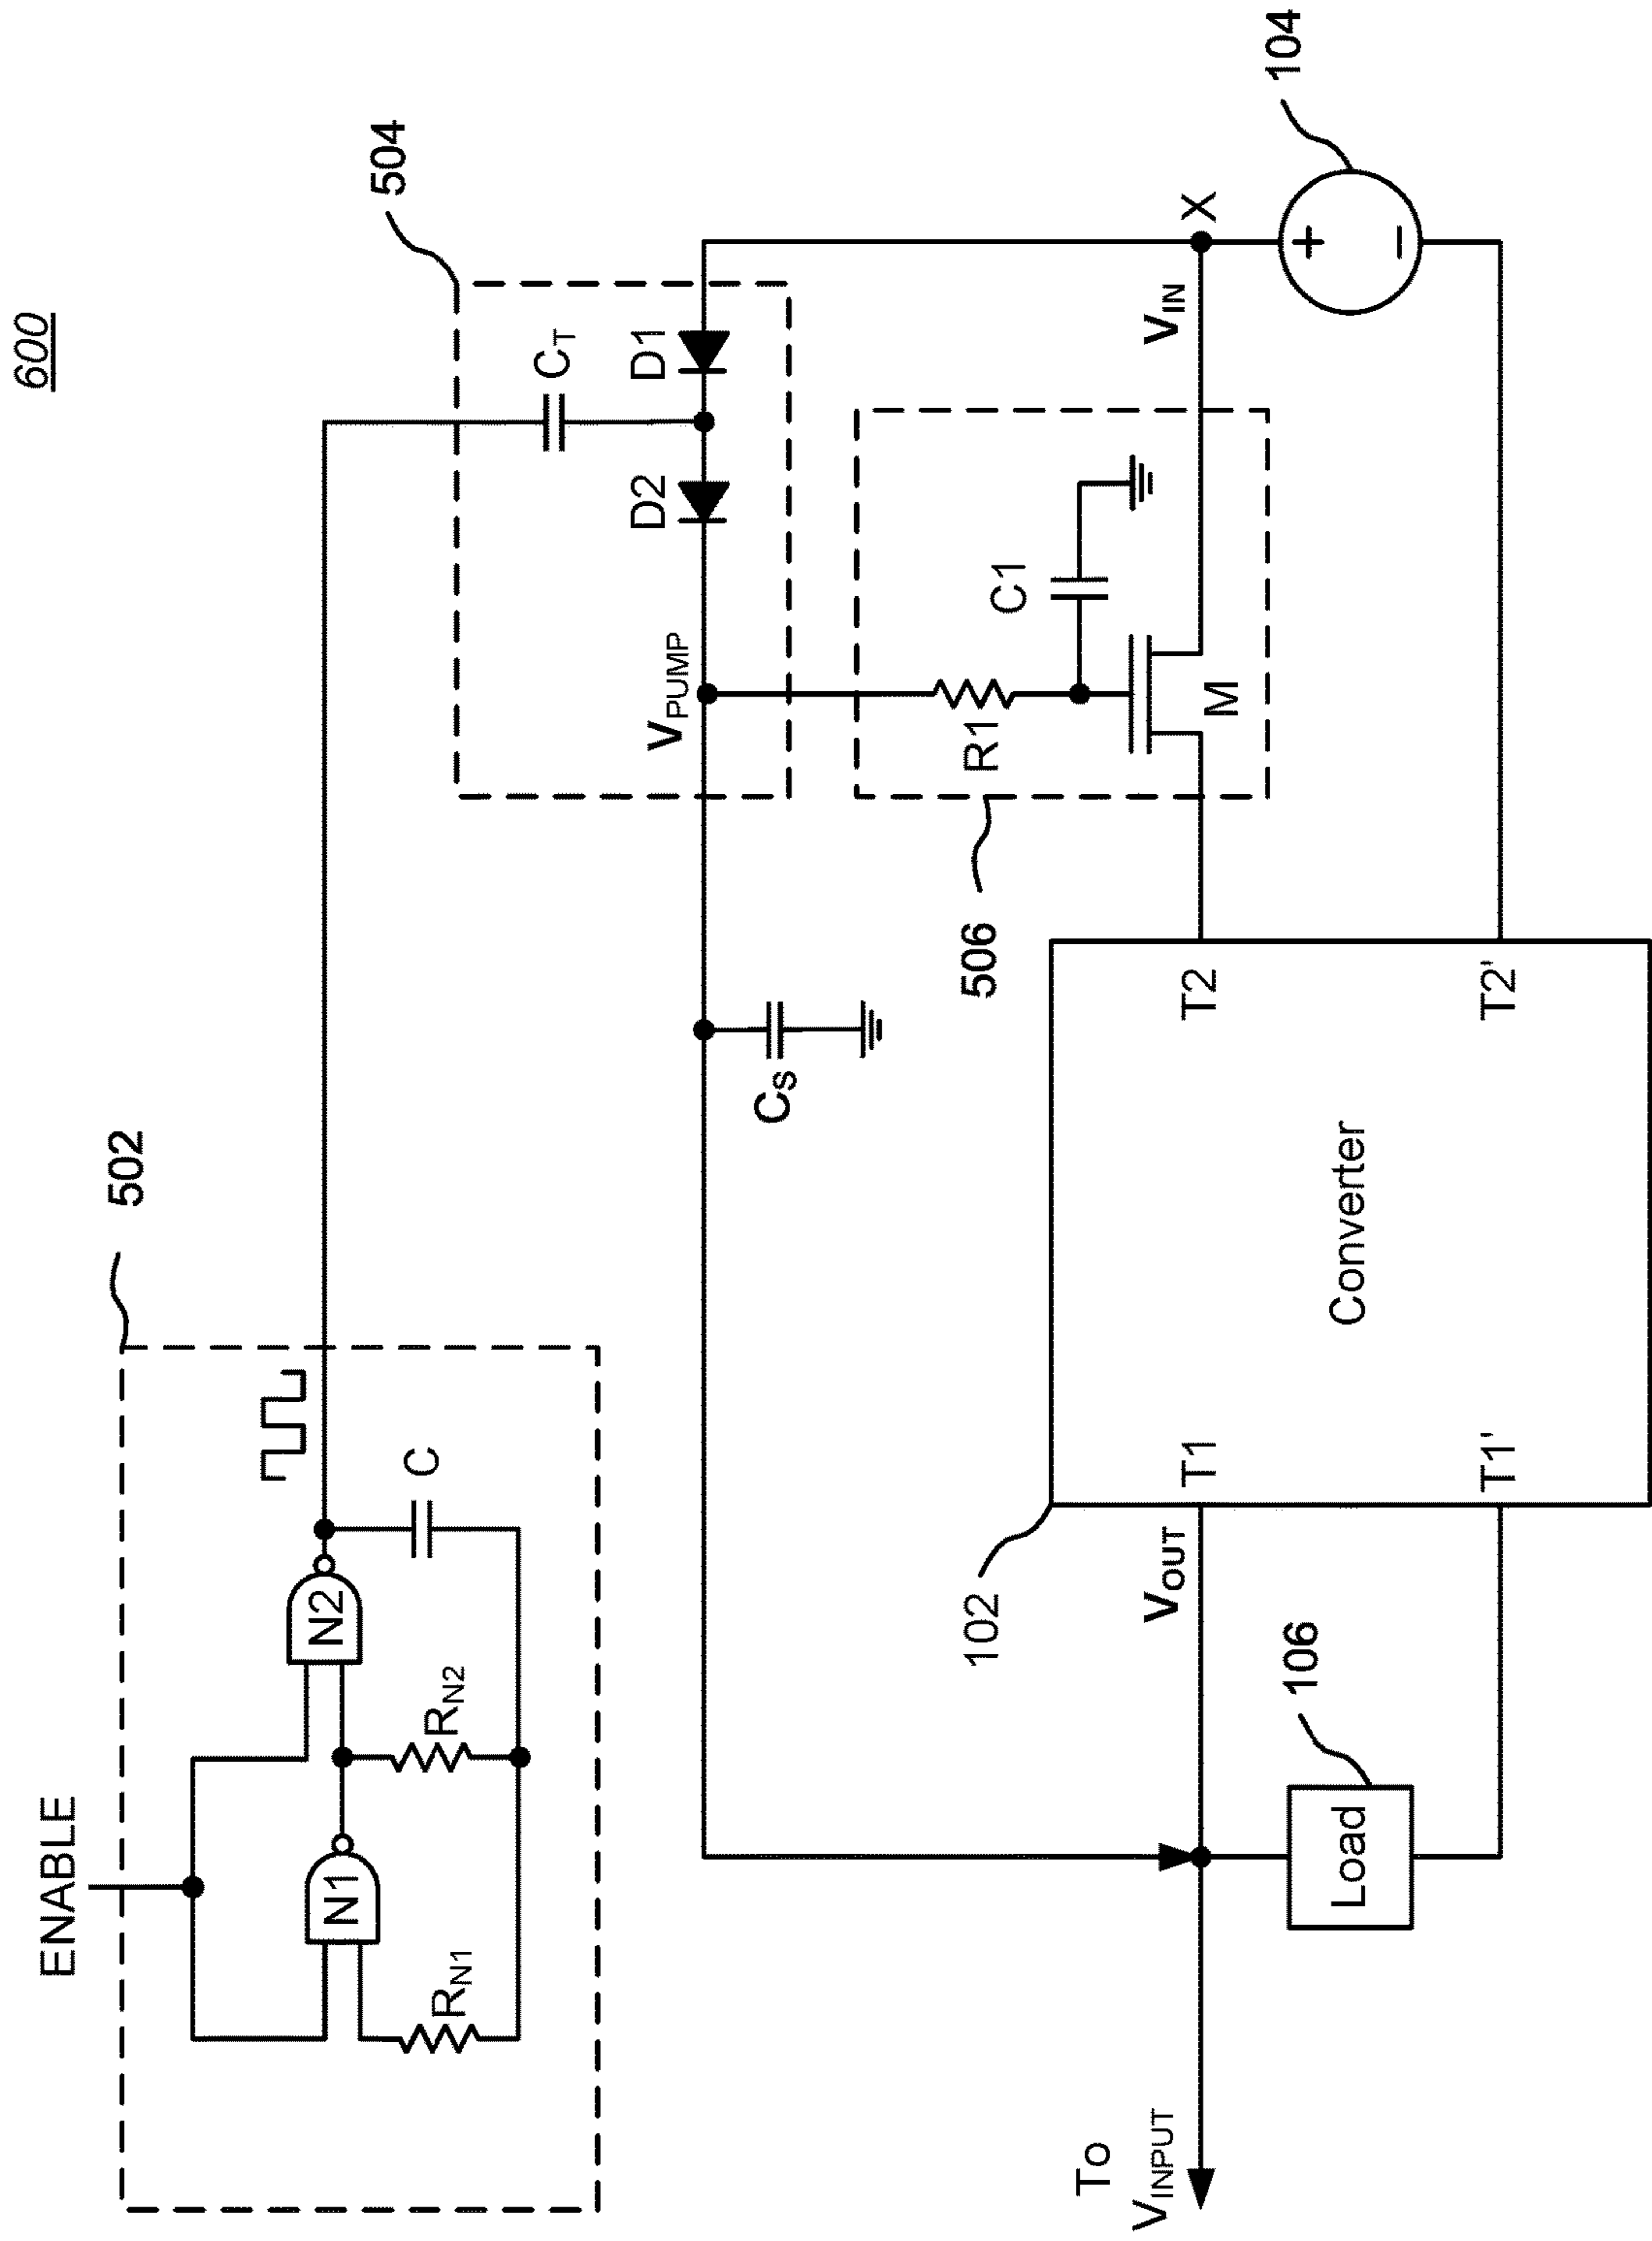 600
ENABLE
502
N1
N2
R_N1
R_N2
C
504
C_T
D1
D2
V_PUMP
C_S
506
R1
C1
M
V_IN
X
104
+
−
102
Converter
T1
T1'
T2
T2'
V_OUT
106
Load
To
V_INPUT